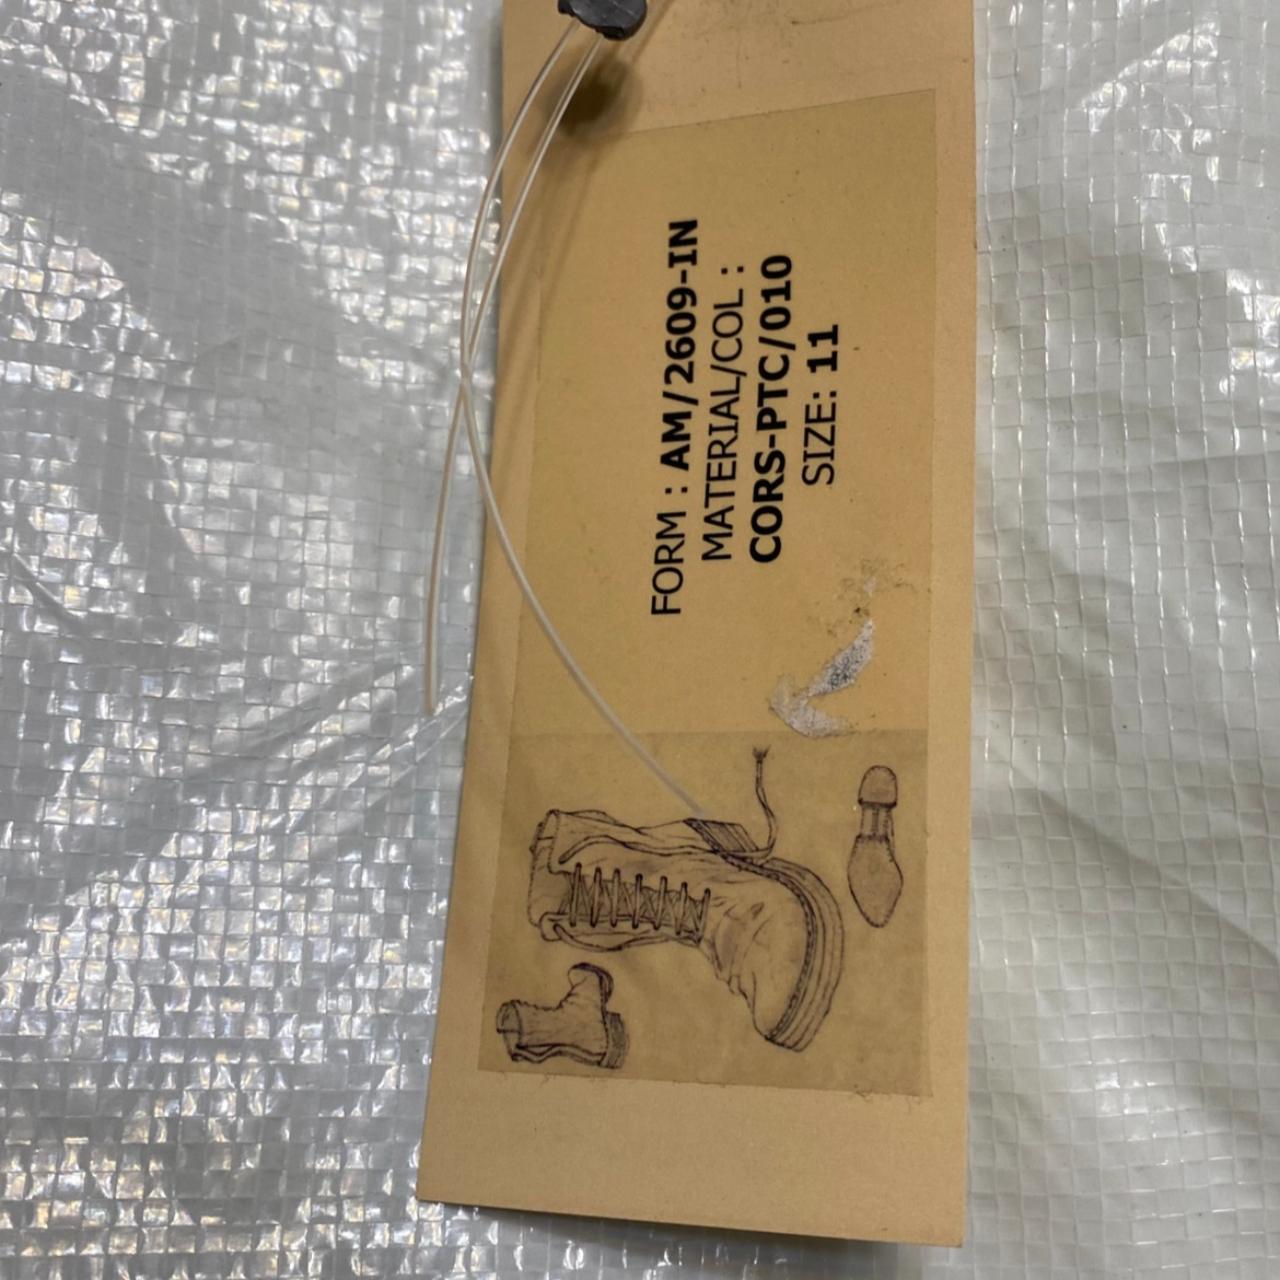 FORM : AM/2609-IN
MATERIAL/COL :
CORS-PTC/010
SIZE: 11